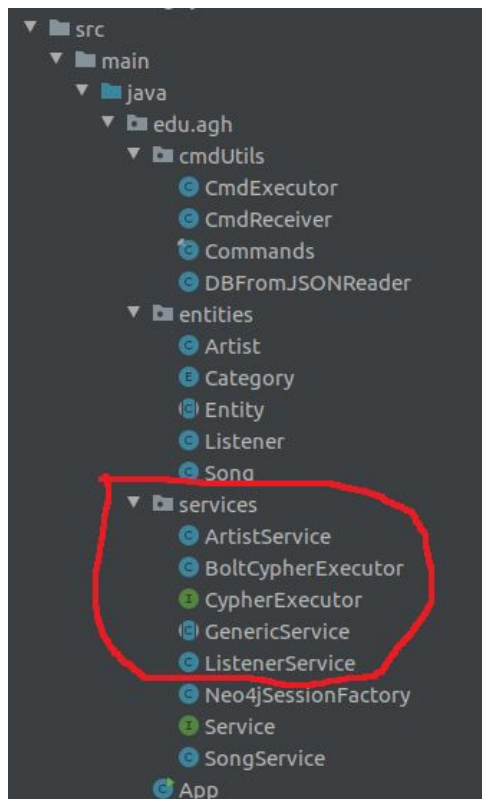 src
main
java
edu.agh
cmdUtils
CmdExecutor
CmdReceiver
Commands
DBFromJSONReader
entities
Artist
Category
Entity
Listener
Song
services
ArtistService
BoltCypherExecutor
CypherExecutor
GenericService
ListenerService
Neo4jSessionFactory
Service
SongService
App